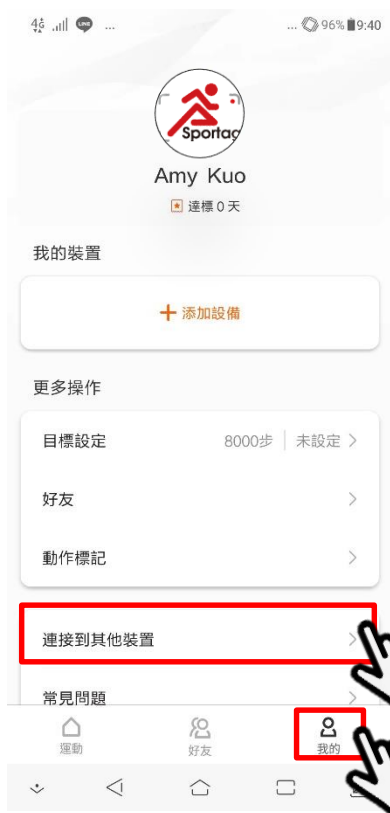 4G LINE ... ... 96% 9:40
Sportag
Amy Kuo
達標 0 天
我的裝置
+ 添加設備
更多操作
目標設定 8000步 | 未設定 >
好友 >
動作標記 >
連接到其他裝置 >
常見問題 >
運動 好友 我的